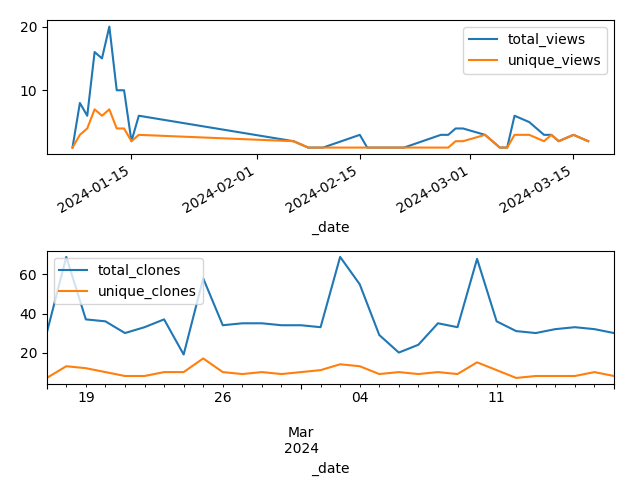 20
10
total_views
unique_views
2024-01-15
2024-02-01
2024-02-15
2024-03-01
2024-03-15
_date
60
40
20
total_clones
unique_clones
19
26
04
11
Mar
2024
_date